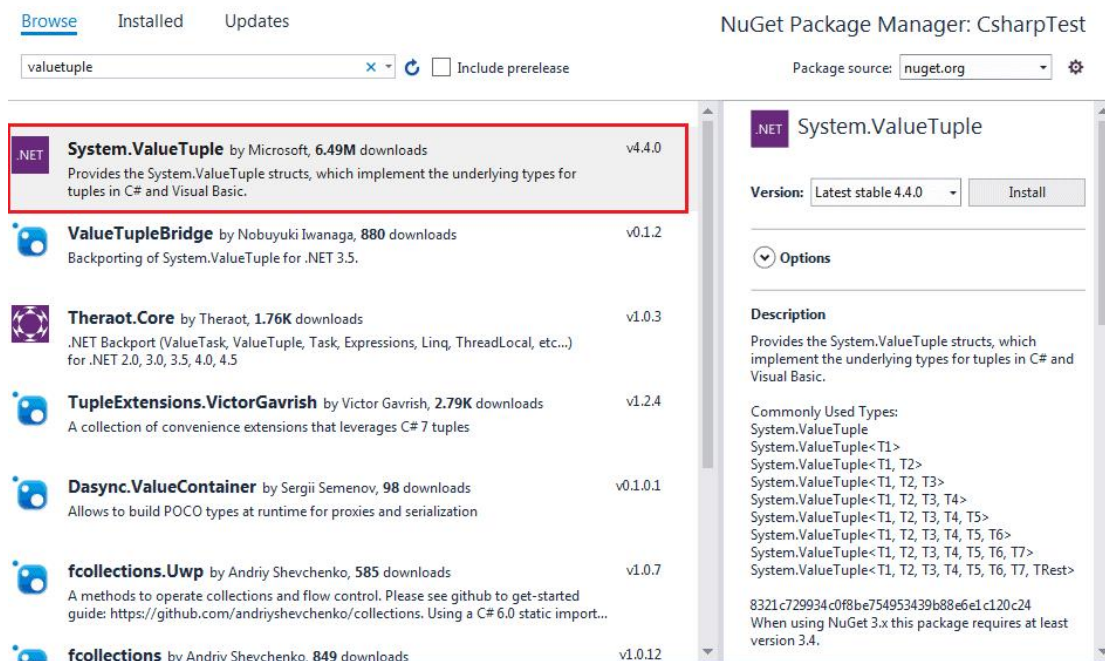 Browse Installed Updates
NuGet Package Manager: CsharpTest
valuetuple
Include prerelease
Package source: nuget.org
.NET
System.ValueTuple by Microsoft, 6.49M downloads v4.4.0
Provides the System.ValueTuple structs, which implement the underlying types for
tuples in C# and Visual Basic.
ValueTupleBridge by Nobuyuki Iwanaga, 880 downloads v0.1.2
Backporting of System.ValueTuple for .NET 3.5.
Theraot.Core by Theraot, 1.76K downloads v1.0.3
.NET Backport (ValueTask, ValueTuple, Task, Expressions, Linq, ThreadLocal, etc...)
for .NET 2.0, 3.0, 3.5, 4.0, 4.5
TupleExtensions.VictorGavrish by Victor Gavrish, 2.79K downloads v1.2.4
A collection of convenience extensions that leverages C# 7 tuples
Dasync.ValueContainer by Sergii Semenov, 98 downloads v0.1.0.1
Allows to build POCO types at runtime for proxies and serialization
fcollections.Uwp by Andriy Shevchenko, 585 downloads v1.0.7
A methods to operate collections and flow control. Please see github to get-started
guide: https://github.com/andriyshevchenko/collections. Using a C# 6.0 static import...
fcollections by Andriy Shevchenko, 849 downloads v1.0.12
.NET System.ValueTuple
Version: Latest stable 4.4.0 Install
Options
Description
Provides the System.ValueTuple structs, which
implement the underlying types for tuples in C# and
Visual Basic.
Commonly Used Types:
System.ValueTuple
System.ValueTuple<T1>
System.ValueTuple<T1, T2>
System.ValueTuple<T1, T2, T3>
System.ValueTuple<T1, T2, T3, T4>
System.ValueTuple<T1, T2, T3, T4, T5>
System.ValueTuple<T1, T2, T3, T4, T5, T6>
System.ValueTuple<T1, T2, T3, T4, T5, T6, T7>
System.ValueTuple<T1, T2, T3, T4, T5, T6, T7, TRest>
8321c729934c0f8be754953439b88e6e1c120c24
When using NuGet 3.x this package requires at least
version 3.4.